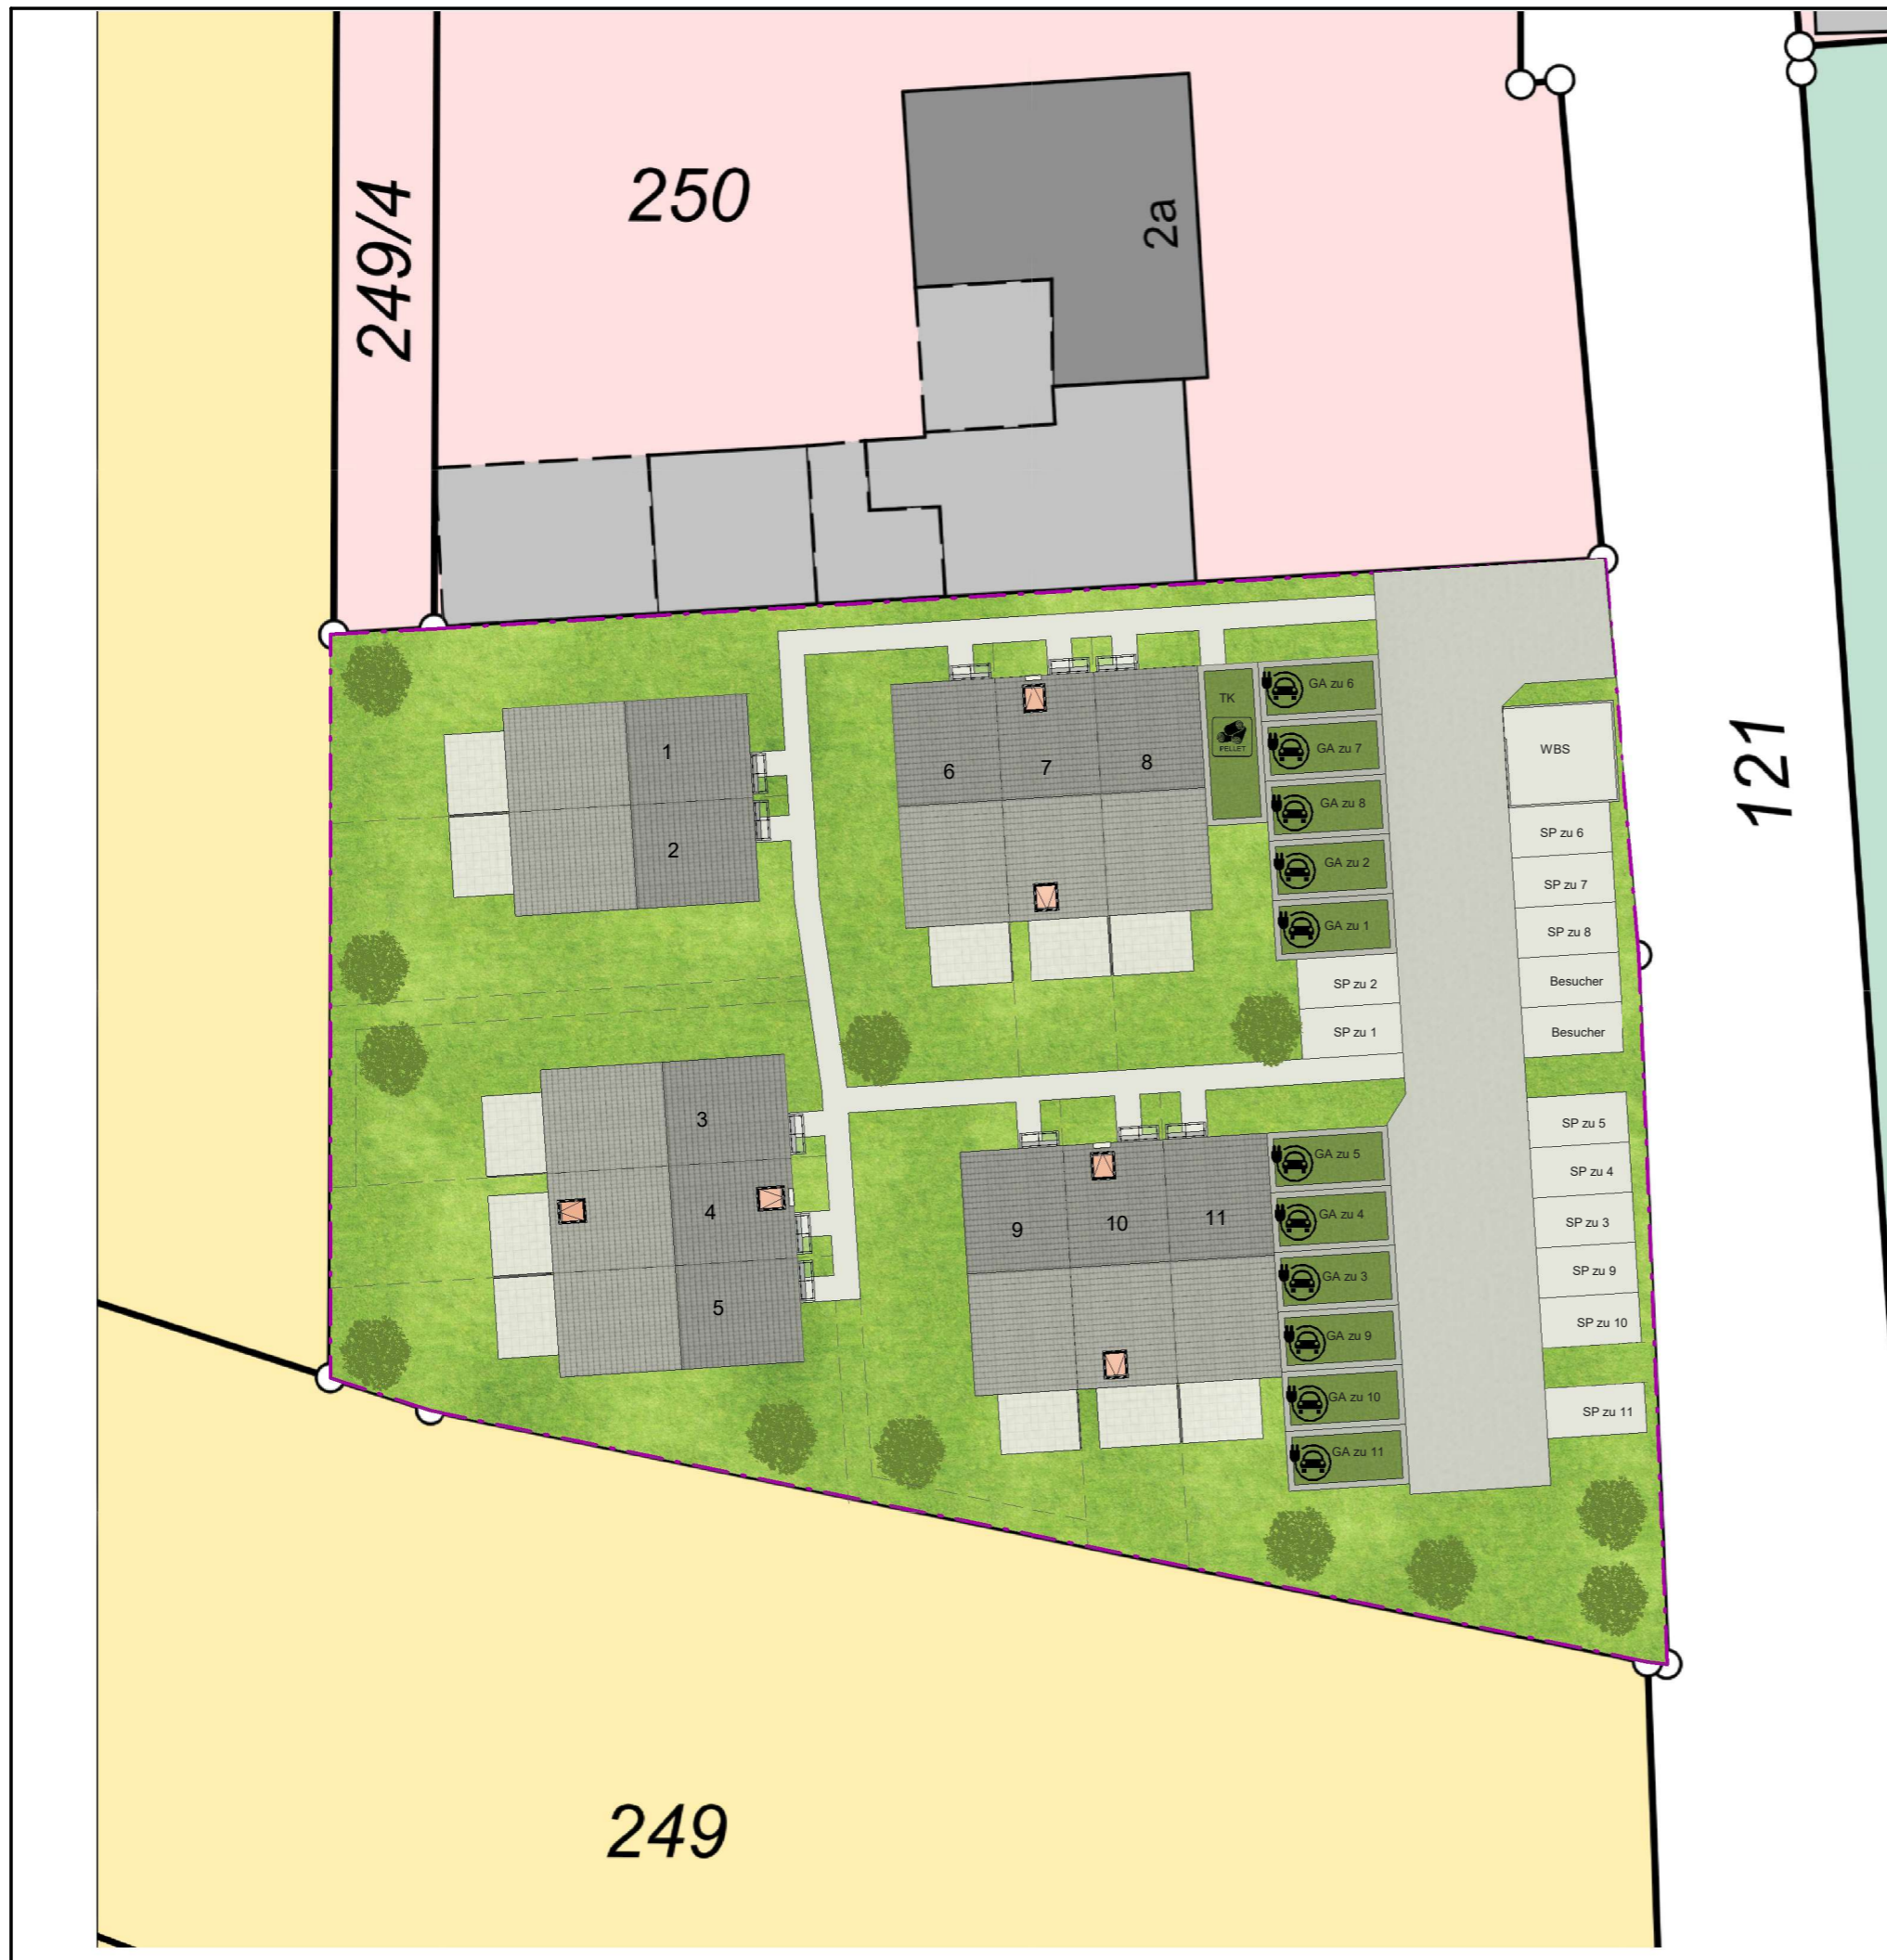 250
249/4
2a
121
249
1
2
3
4
5
6
7
8
9
10
11
TK
PELLET
GA zu 6
GA zu 7
GA zu 8
GA zu 2
GA zu 1
SP zu 2
SP zu 1
WBS
SP zu 6
SP zu 7
SP zu 8
Besucher
Besucher
GA zu 5
GA zu 4
GA zu 3
GA zu 9
GA zu 10
GA zu 11
SP zu 5
SP zu 4
SP zu 3
SP zu 9
SP zu 10
SP zu 11